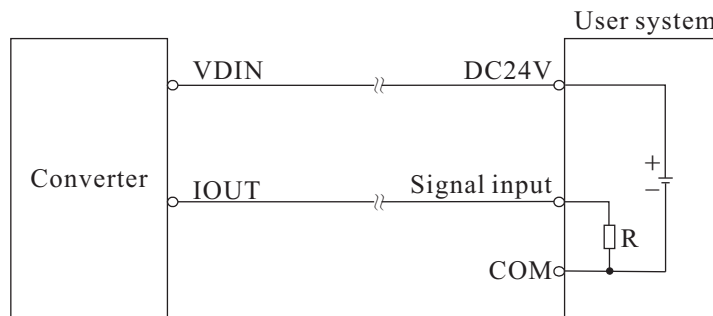 User system
VDIN
DC24V
Converter
+
−
IOUT
Signal input
R
COM